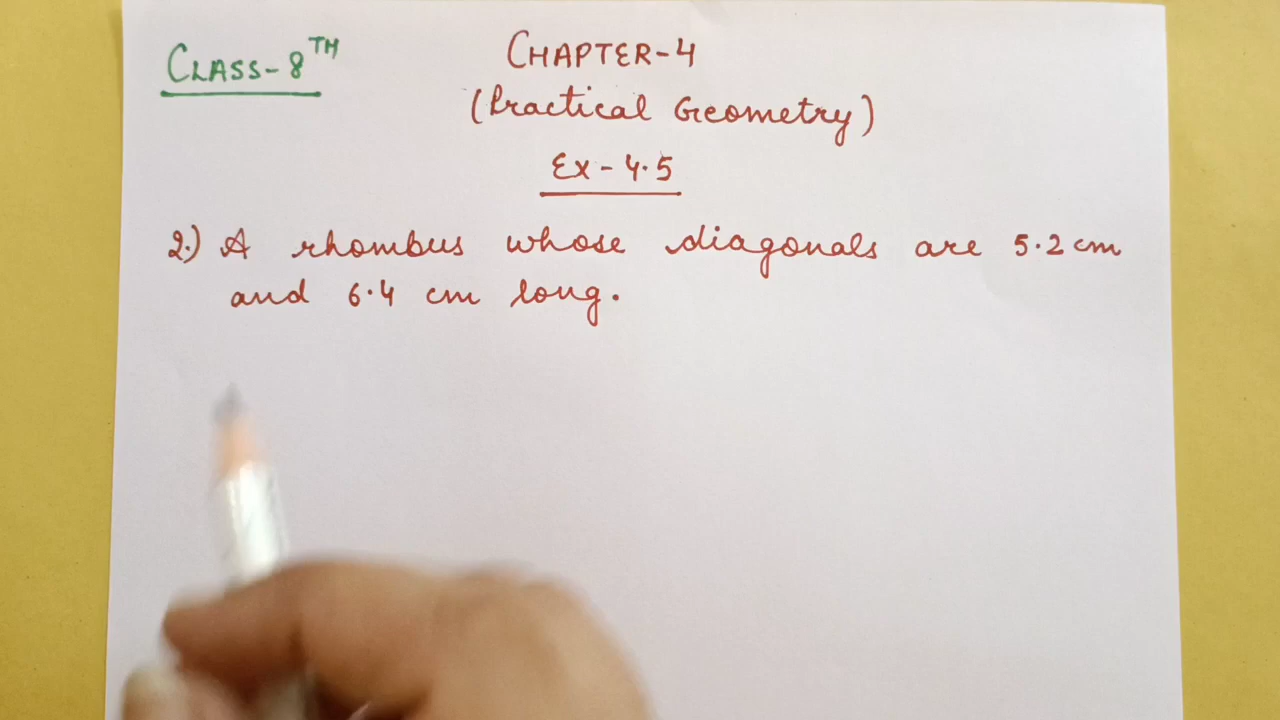 CLASS-8TH
CHAPTER-4
(Practical Geometry)
Ex-4.5
2.) A rhombus whose diagonals are 5.2 cm
and 6.4 cm long.